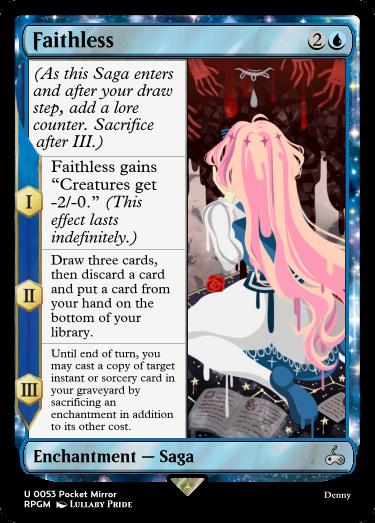 Faithless
2
(As this Saga enters
and after your draw
step, add a lore
counter. Sacrifice
after III.)
I
Faithless gains
“Creatures get
-2/-0.” (This
effect lasts
indefinitely.)
II
Draw three cards,
then discard a card
and put a card from
your hand on the
bottom of your
library.
III
Until end of turn, you
may cast a copy of target
instant or sorcery card in
your graveyard by
sacrificing an
enchantment in addition
to its other cost.
Enchantment — Saga
U 0053 Pocket Mirror
RPGM Lullaby Pride
Denny